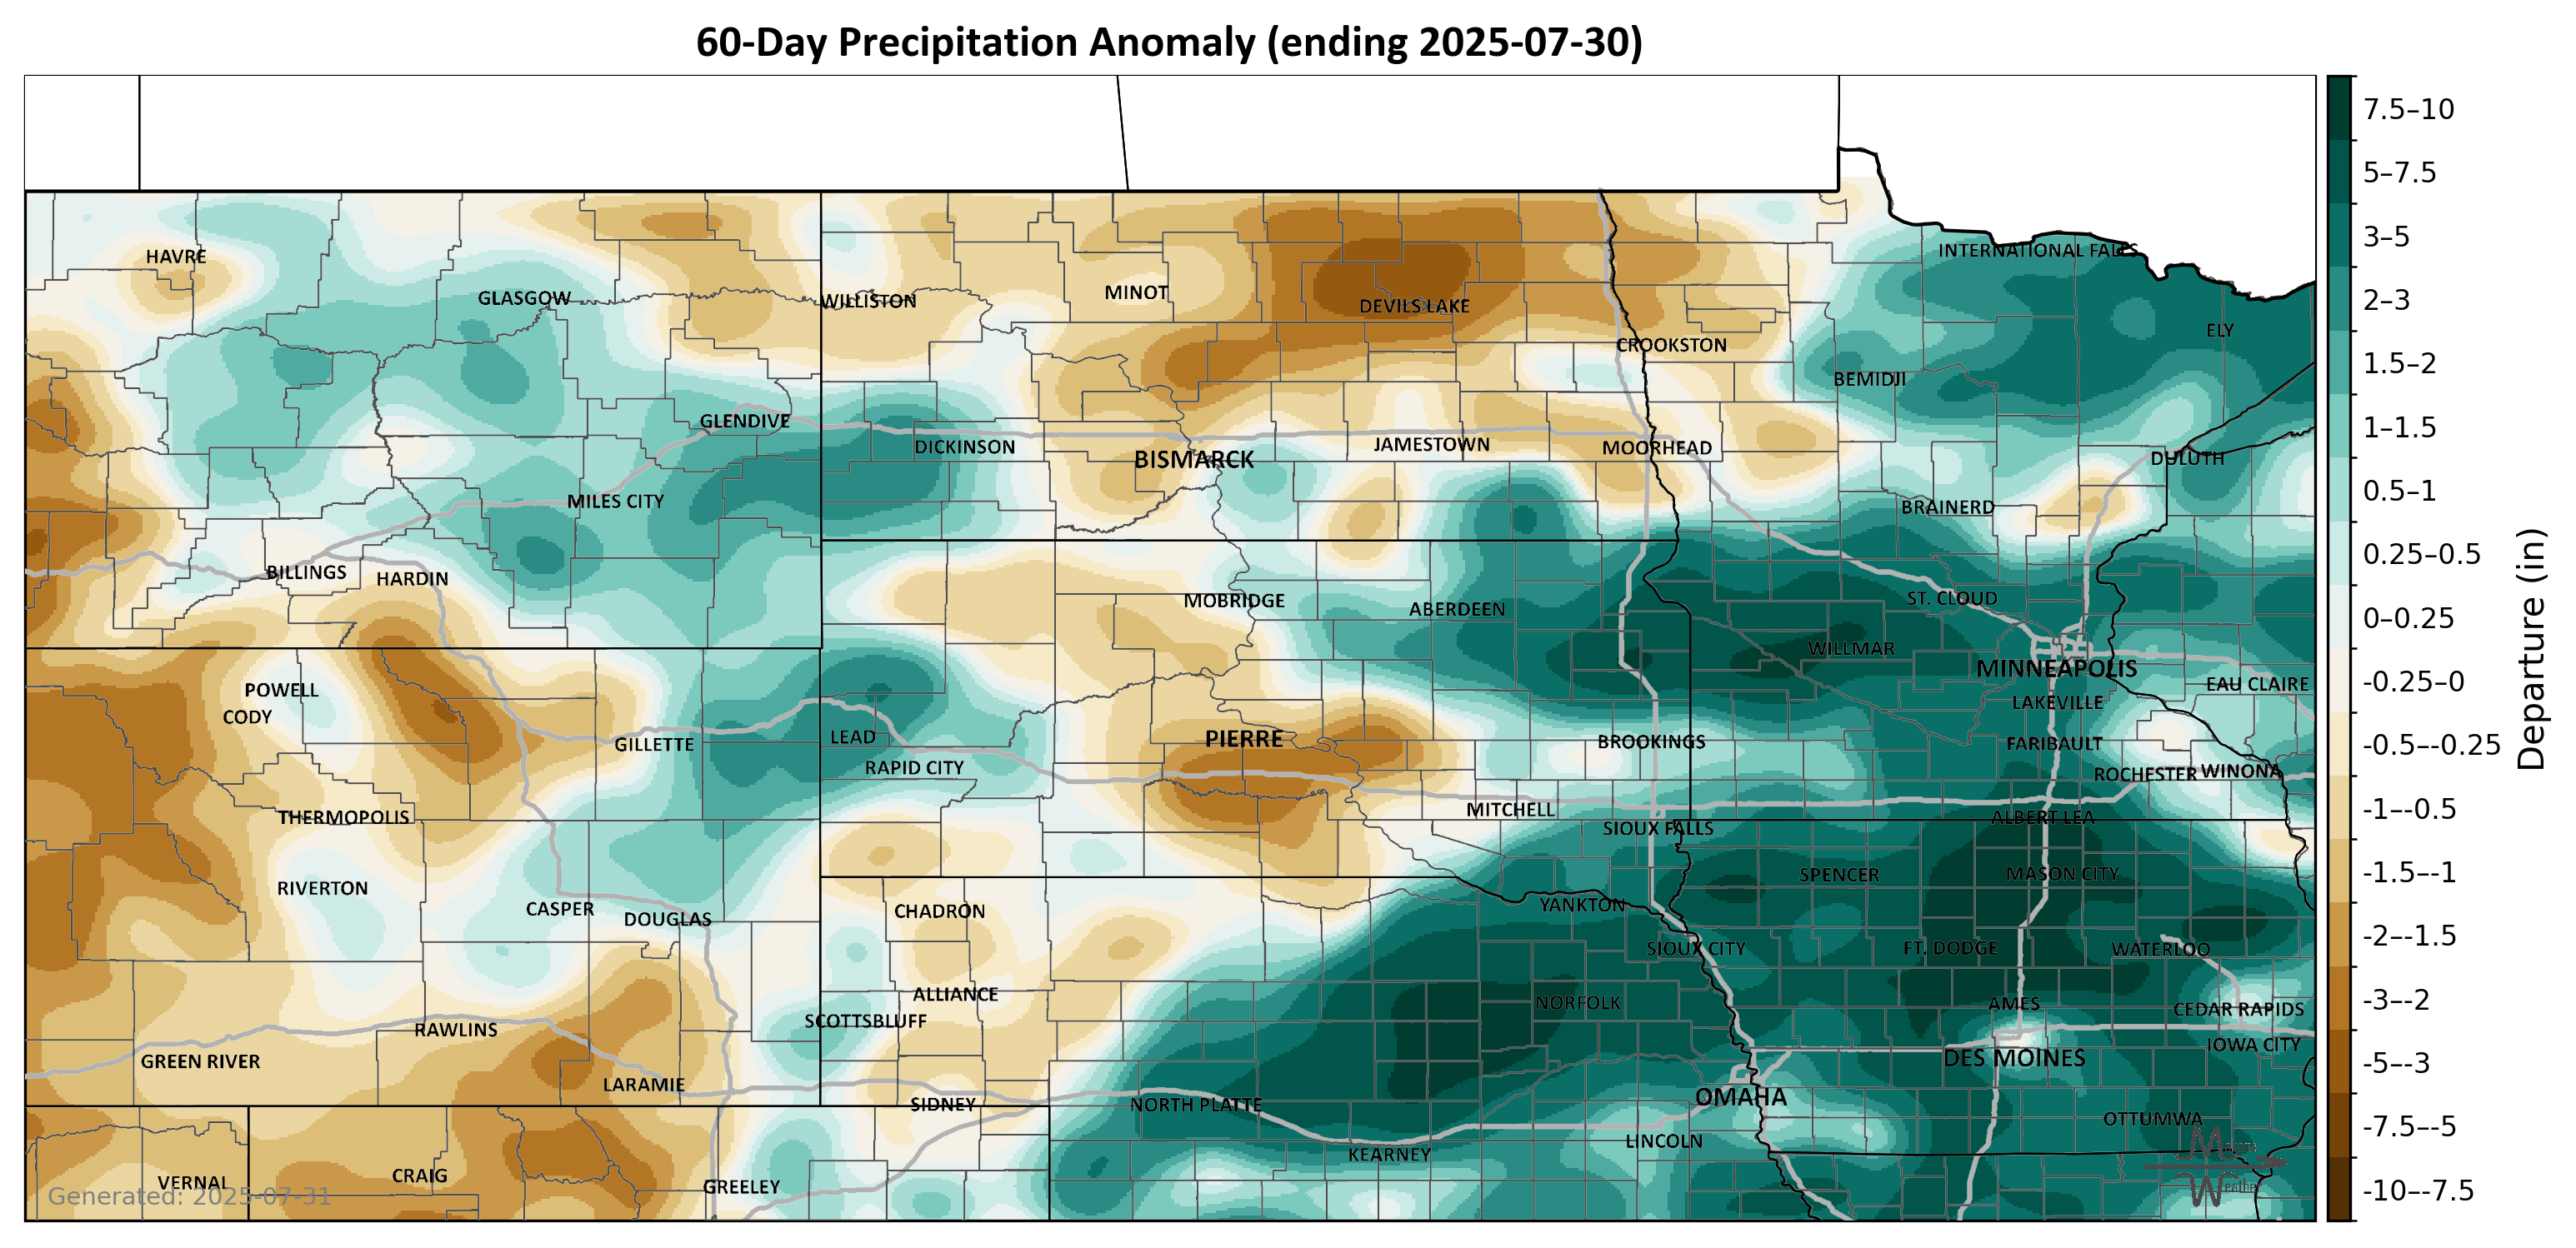 60-Day Precipitation Anomaly (ending 2025-07-30)
7.5–10
5–7.5
3–5
2–3
1.5–2
1–1.5
0.5–1
0.25–0.5
0–0.25
-0.25–0
-0.5–-0.25
-1–-0.5
-1.5–-1
-2–-1.5
-3–-2
-5–-3
-7.5–-5
-10–-7.5
Departure (in)
INTERNATIONAL FALLS
HAVRE
GLASGOW
WILLISTON
MINOT
DEVILS LAKE
ELY
CROOKSTON
BEMIDJI
GLENDIVE
DICKINSON
BISMARCK
JAMESTOWN
MOORHEAD
DULUTH
MILES CITY
BRAINERD
BILLINGS
HARDIN
MOBRIDGE
ABERDEEN
ST. CLOUD
WILLMAR
MINNEAPOLIS
POWELL
CODY
EAU CLAIRE
LAKEVILLE
GILLETTE
LEAD
PIERRE
BROOKINGS
FARIBAULT
RAPID CITY
ROCHESTER
WINONA
THERMOPOLIS
MITCHELL
ALBERT LEA
SIOUX FALLS
RIVERTON
SPENCER
MASON CITY
CASPER
DOUGLAS
CHADRON
YANKTON
SIOUX CITY
FT. DODGE
WATERLOO
ALLIANCE
NORFOLK
AMES
CEDAR RAPIDS
SCOTTSBLUFF
RAWLINS
IOWA CITY
GREEN RIVER
DES MOINES
LARAMIE
OMAHA
SIDNEY
NORTH PLATTE
OTTUMWA
LINCOLN
KEARNEY
VERNAL
CRAIG
GREELEY
Generated: 2025-07-31